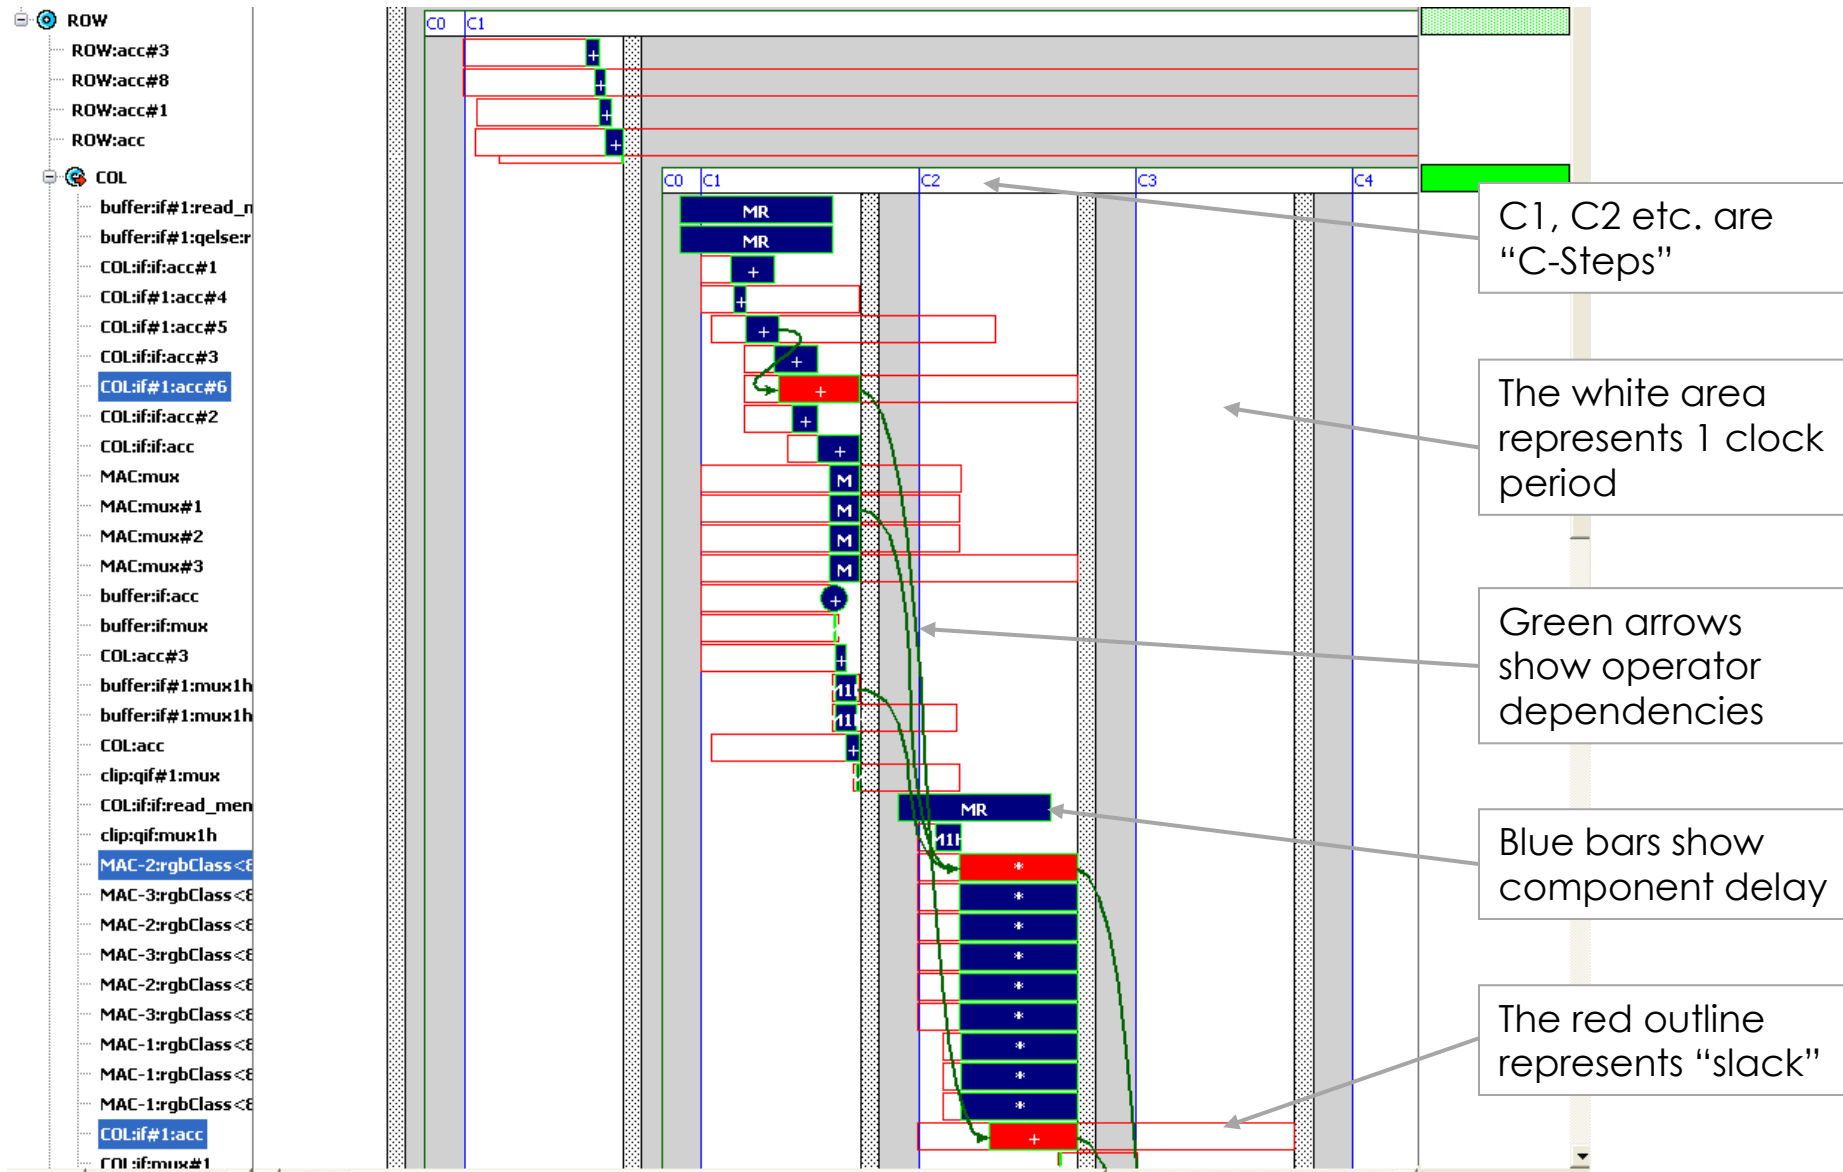 ROW
C0 C1
ROW:acc#3
+
ROW:acc#8
+
ROW:acc#1
+
ROW:acc
+
COL
C0 C1 C2 C3 C4
buffer:if#1:read_n
MR
buffer:if#1:qelse:r
MR
COL:if:if:acc#1
+
COL:if#1:acc#4
+
COL:if#1:acc#5
+
COL:if:if:acc#3
+
COL:if#1:acc#6
+
COL:if:if:acc#2
+
COL:if:if:acc
+
MAC:mux
M
MAC:mux#1
M
MAC:mux#2
M
MAC:mux#3
M
buffer:if:acc
+
buffer:if:mux
COL:acc#3
+
buffer:if#1:mux1h
buffer:if#1:mux1h
COL:acc
+
clip:qif#1:mux
COL:if:if:read_men
MR
clip:qif:mux1h
MAC-2:rgbClass<8
*
MAC-3:rgbClass<8
*
MAC-2:rgbClass<8
*
MAC-3:rgbClass<8
*
MAC-2:rgbClass<8
*
MAC-3:rgbClass<8
*
MAC-1:rgbClass<8
*
MAC-1:rgbClass<8
*
MAC-1:rgbClass<8
*
COL:if#1:acc
+
COL:if:mux#1
C1, C2 etc. are
“C-Steps”
The white area
represents 1 clock
period
Green arrows
show operator
dependencies
Blue bars show
component delay
The red outline
represents “slack”